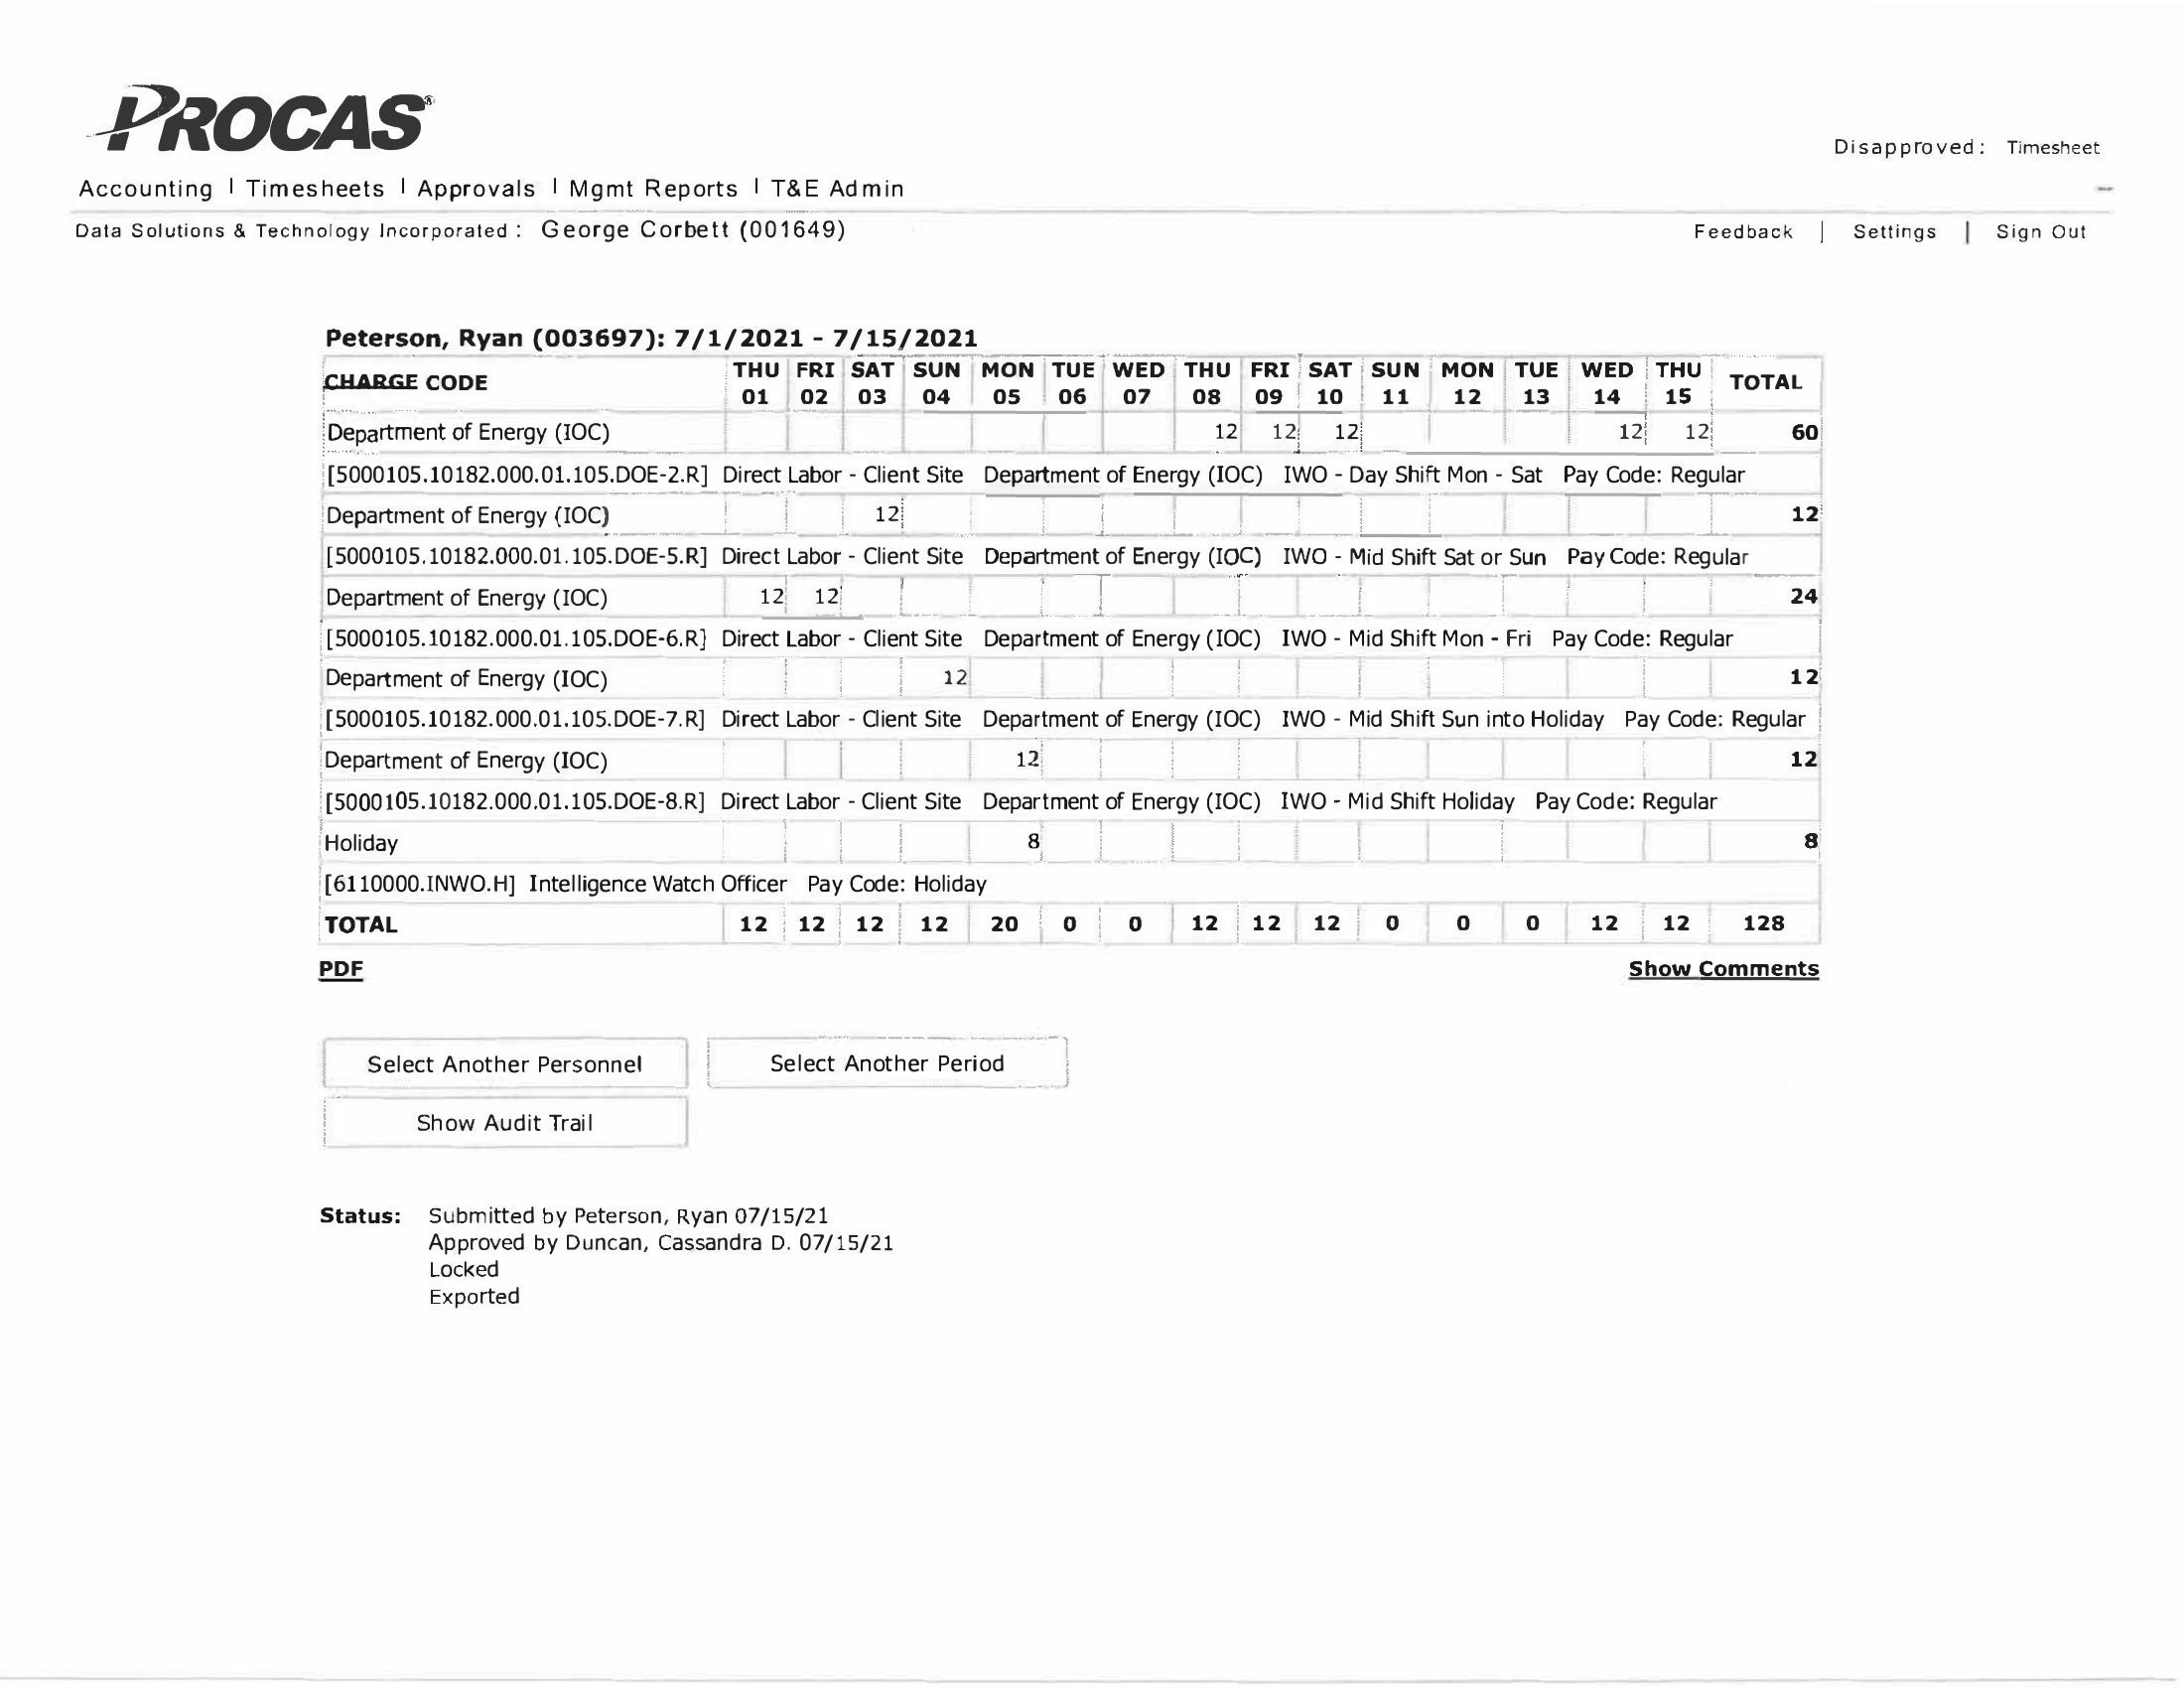 PROCAS®
Disapproved: Timesheet
Accounting | Timesheets | Approvals | Mgmt Reports | T&E Admin
Data Solutions & Technology Incorporated : George Corbett (001649)
Feedback | Settings | Sign Out
Peterson, Ryan (003697): 7/1/2021 - 7/15/2021
CHARGE CODE THU 01 FRI 02 SAT 03 SUN 04 MON 05 TUE 06 WED 07 THU 08 FRI 09 SAT 10 SUN 11 MON 12 TUE 13 WED 14 THU 15 TOTAL
Department of Energy (IOC) 12 12 12 12 12 60
[5000105.10182.000.01.105.DOE-2.R] Direct Labor - Client Site Department of Energy (IOC) IWO - Day Shift Mon - Sat Pay Code: Regular
Department of Energy (IOC) 12 12
[5000105.10182.000.01.105.DOE-5.R] Direct Labor - Client Site Department of Energy (IOC) IWO - Mid Shift Sat or Sun Pay Code: Regular
Department of Energy (IOC) 12 12 24
[5000105.10182.000.01.105.DOE-6.R] Direct Labor - Client Site Department of Energy (IOC) IWO - Mid Shift Mon - Fri Pay Code: Regular
Department of Energy (IOC) 12 12
[5000105.10182.000.01.105.DOE-7.R] Direct Labor - Client Site Department of Energy (IOC) IWO - Mid Shift Sun into Holiday Pay Code: Regular
Department of Energy (IOC) 12 12
[5000105.10182.000.01.105.DOE-8.R] Direct Labor - Client Site Department of Energy (IOC) IWO - Mid Shift Holiday Pay Code: Regular
Holiday 8 8
[6110000.INWO.H] Intelligence Watch Officer Pay Code: Holiday
TOTAL 12 12 12 12 20 0 0 12 12 12 0 0 0 12 12 128
PDF
Show Comments
Select Another Personnel
Select Another Period
Show Audit Trail
Status: Submitted by Peterson, Ryan 07/15/21
Approved by Duncan, Cassandra D. 07/15/21
Locked
Exported